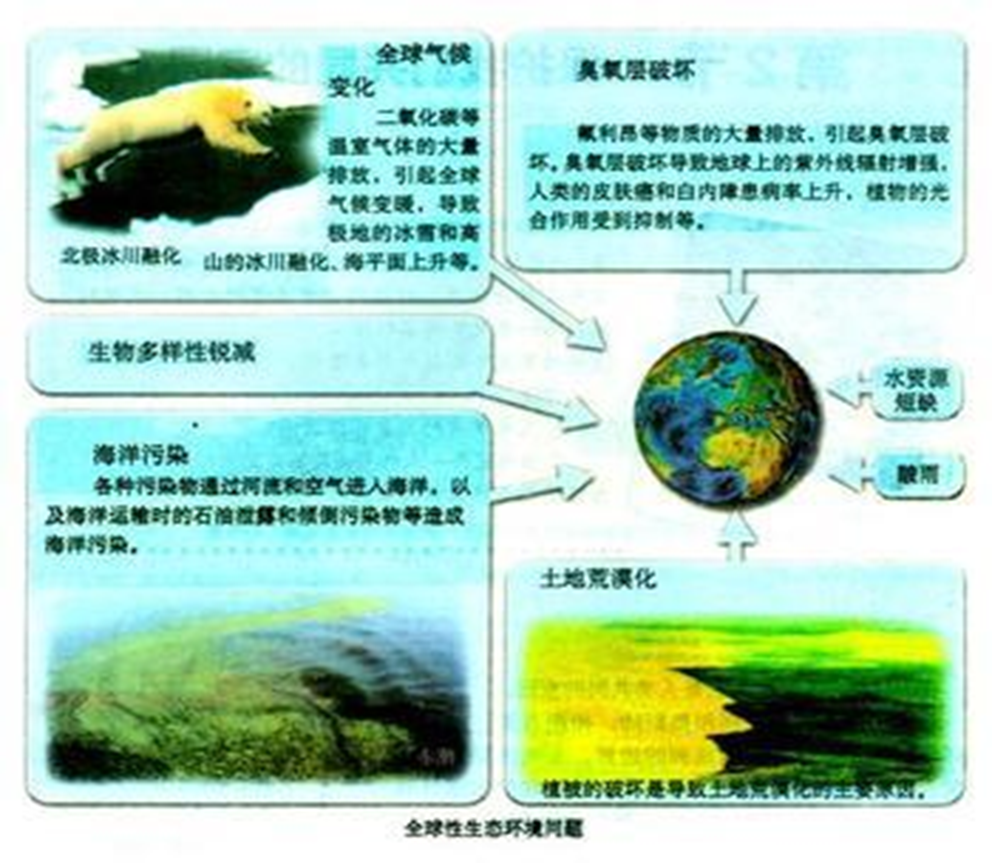 全球气候
变化
二氧化碳等
温室气体的大量
排放，引起全球
气候变暖，导致
极地的冰雪和高
山的冰川融化、海平面上升等。
北极冰川融化
臭氧层破坏
氟利昂等物质的大量排放，引起臭氧层破
坏。臭氧层破坏导致地球上的紫外线辐射增强，
人类的皮肤癌和白内障患病率上升，植物的光
合作用受到抑制等。
生物多样性锐减
水资源
短缺
酸雨
海洋污染
各种污染物通过河流和空气进入海洋，以
及海洋运输时的石油泄露和倾倒污染物等造成
海洋污染。
土地荒漠化
植被的破坏是导致土地荒漠化的主要原因。
全球性生态环境问题